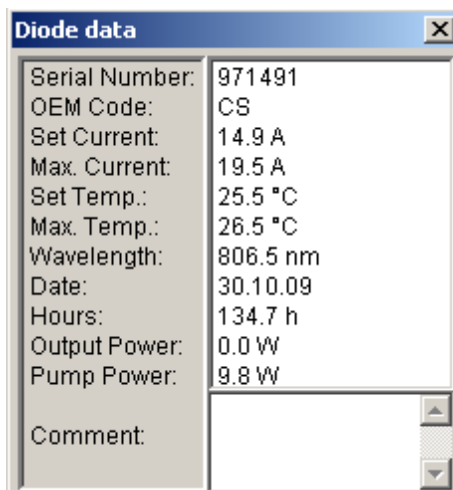 Diode data
Serial Number: 971491
OEM Code: CS
Set Current: 14.9 A
Max. Current: 19.5 A
Set Temp.: 25.5 °C
Max. Temp.: 26.5 °C
Wavelength: 806.5 nm
Date: 30.10.09
Hours: 134.7 h
Output Power: 0.0 W
Pump Power: 9.8 W
Comment: